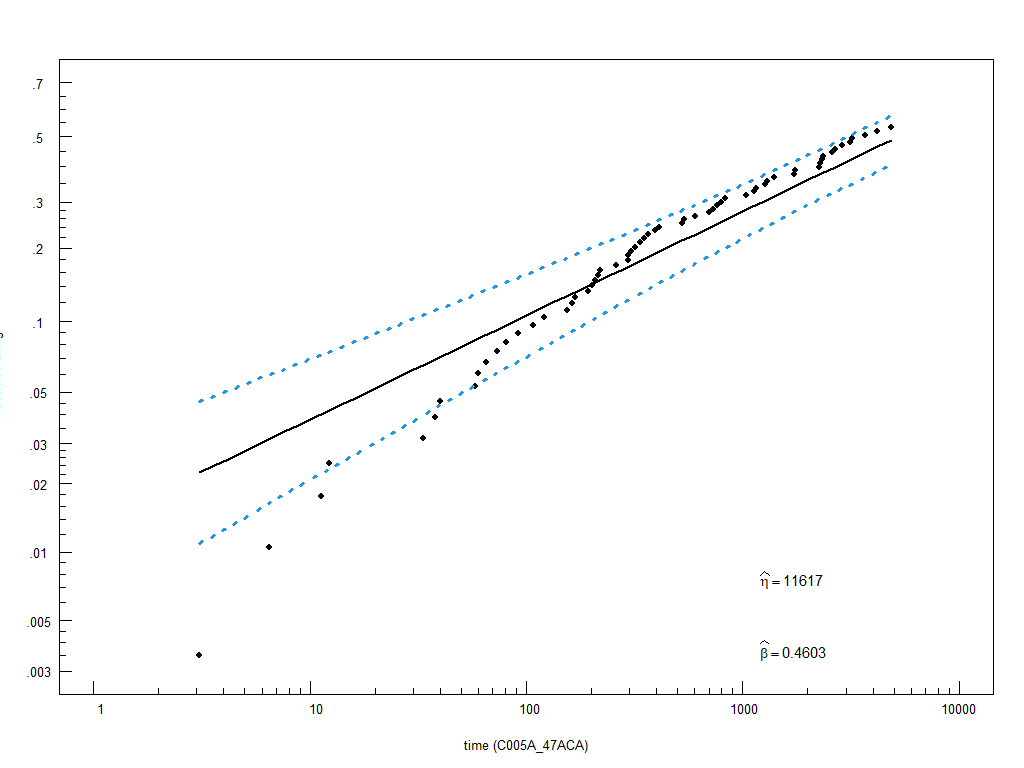 .7
.5
.3
.2
.1
.05
.03
.02
.01
.005
.003
η̂ = 11617
β̂ = 0.4603
1 10 100 1000 10000
time (C005A_47ACA)